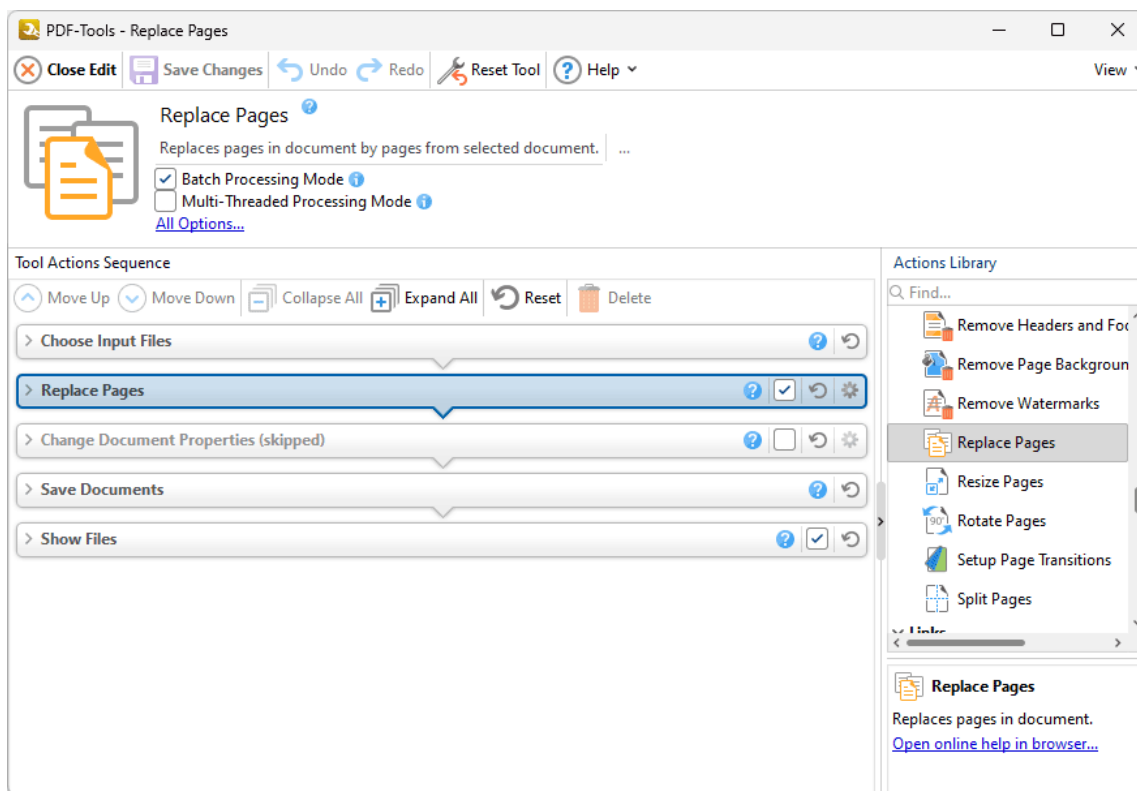 PDF-Tools - Replace Pages
Close Edit Save Changes Undo Redo Reset Tool ? Help View
Replace Pages ?
Replaces pages in document by pages from selected document. ...
Batch Processing Mode i
Multi-Threaded Processing Mode i
All Options...
Tool Actions Sequence
Move Up Move Down Collapse All Expand All Reset Delete
Choose Input Files ?
Replace Pages ?
Change Document Properties (skipped) ?
Save Documents ?
Show Files ?
Actions Library
Find...
Remove Headers and Foo
Remove Page Backgroun
Remove Watermarks
Replace Pages
Resize Pages
90° Rotate Pages
Setup Page Transitions
Split Pages
Links
Replace Pages
Replaces pages in document.
Open online help in browser...